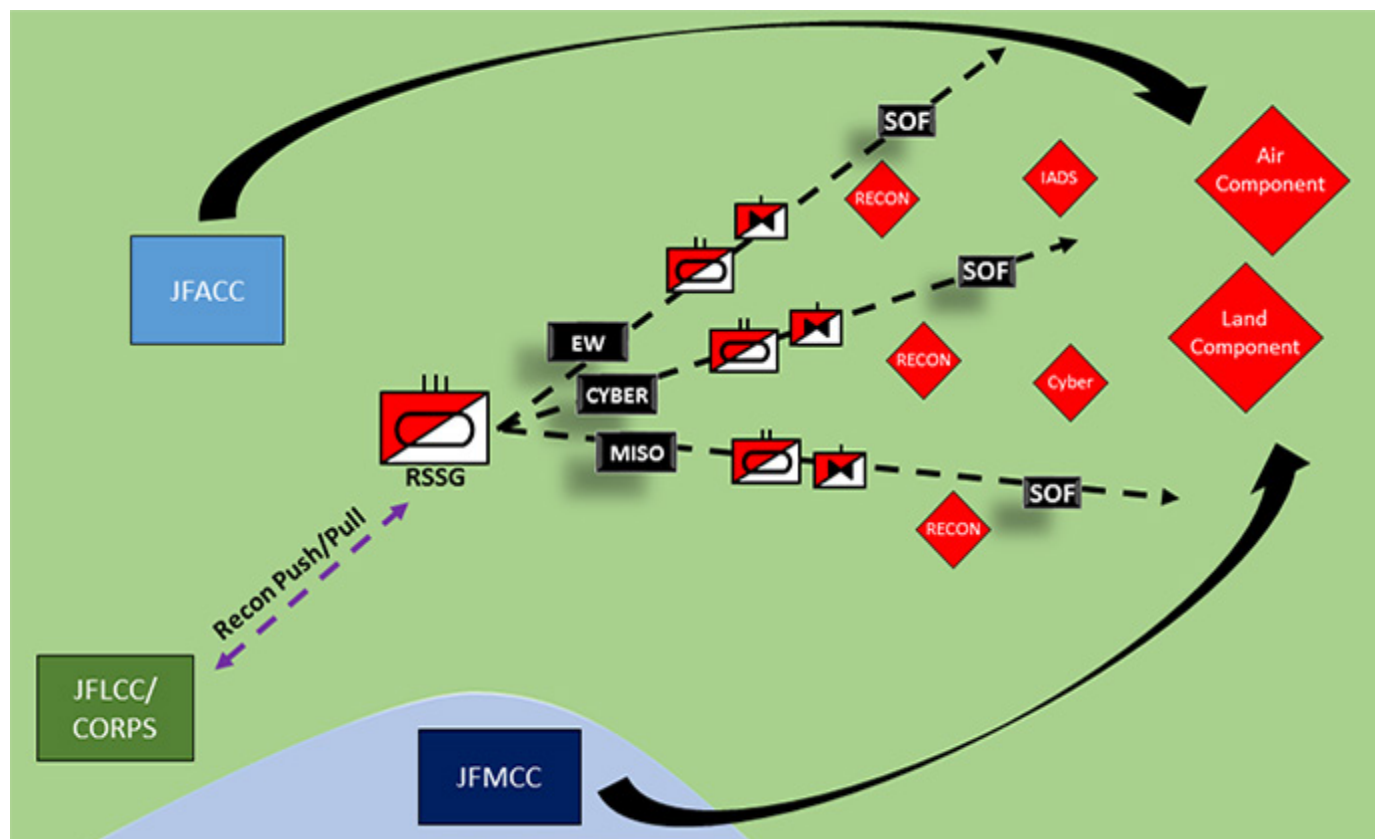 SOF
Air
Component
IADS
RECON
JFACC
SOF
Land
Component
EW
RECON
Cyber
CYBER
MISO
RSSG
SOF
RECON
Recon Push/Pull
JFLCC/
CORPS
JFMCC